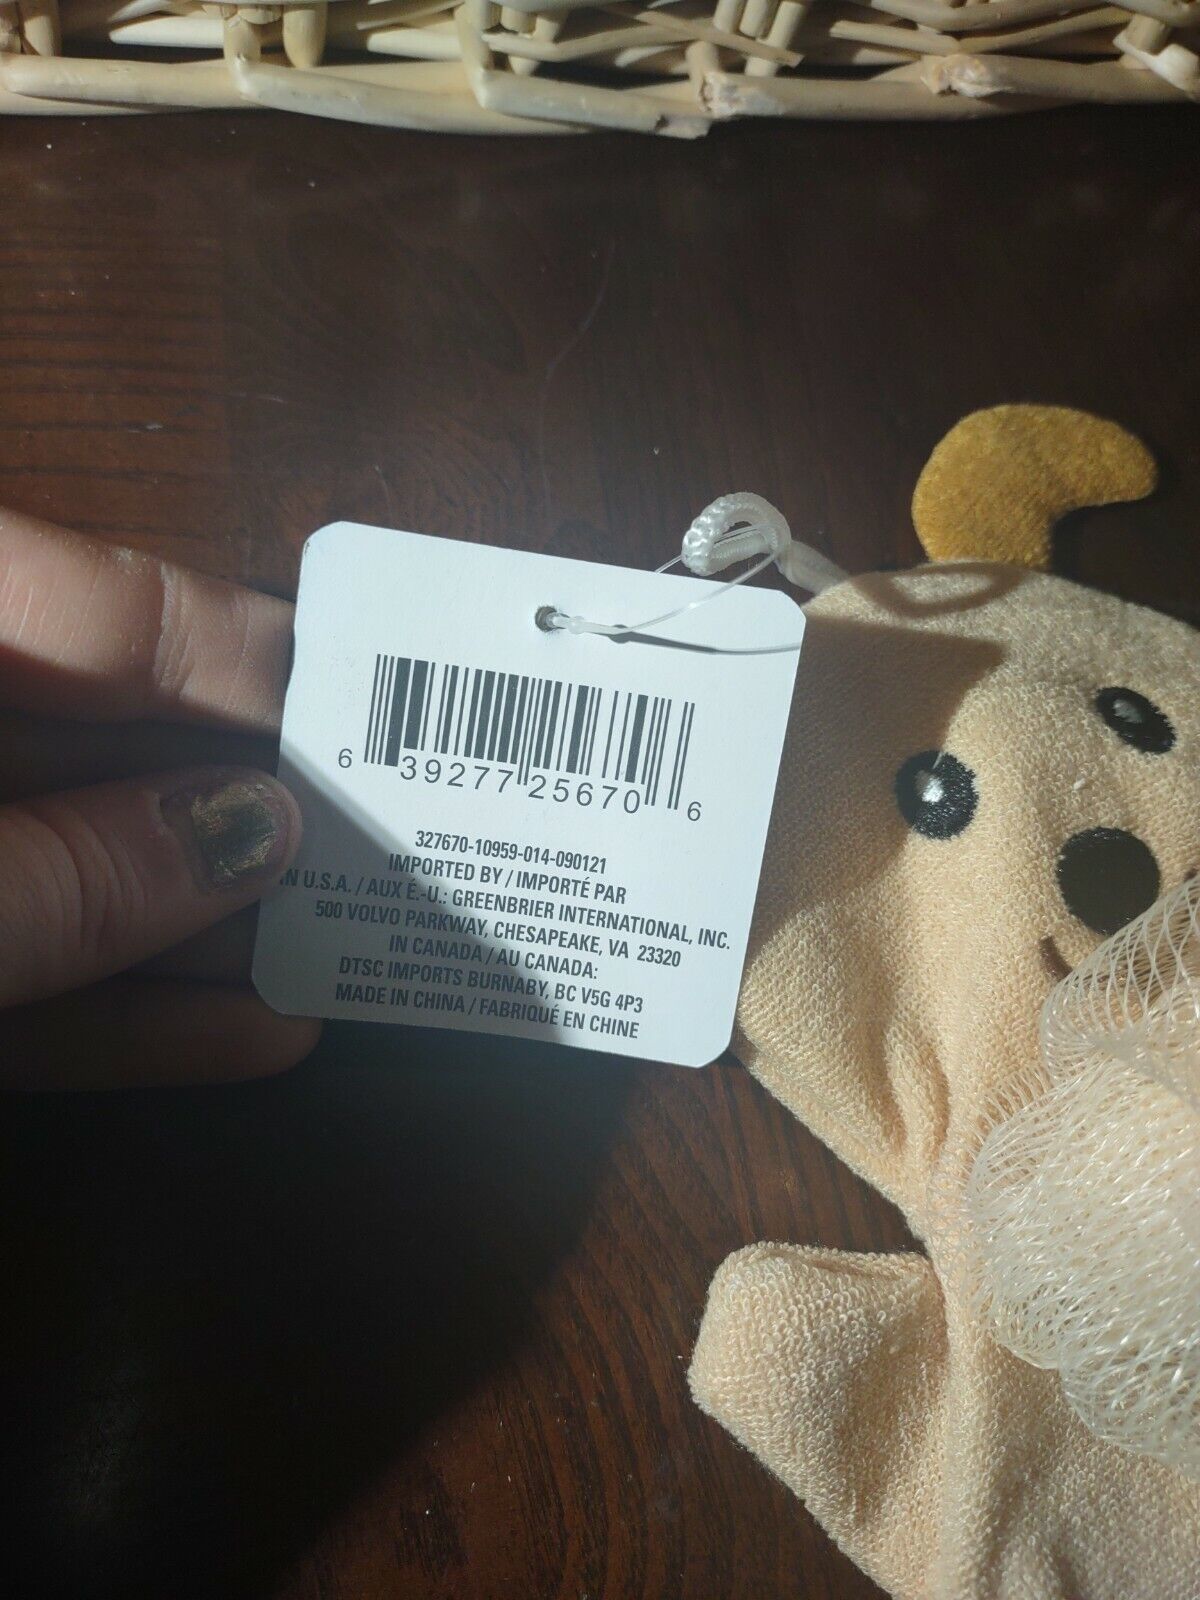 6 39277 25670 6
327670-10959-014-090121
IMPORTED BY / IMPORTÉ PAR
IN U.S.A. / AUX É.-U.: GREENBRIER INTERNATIONAL, INC.
500 VOLVO PARKWAY, CHESAPEAKE, VA 23320
IN CANADA / AU CANADA:
DTSC IMPORTS BURNABY, BC V5G 4P3
MADE IN CHINA / FABRIQUÉ EN CHINE